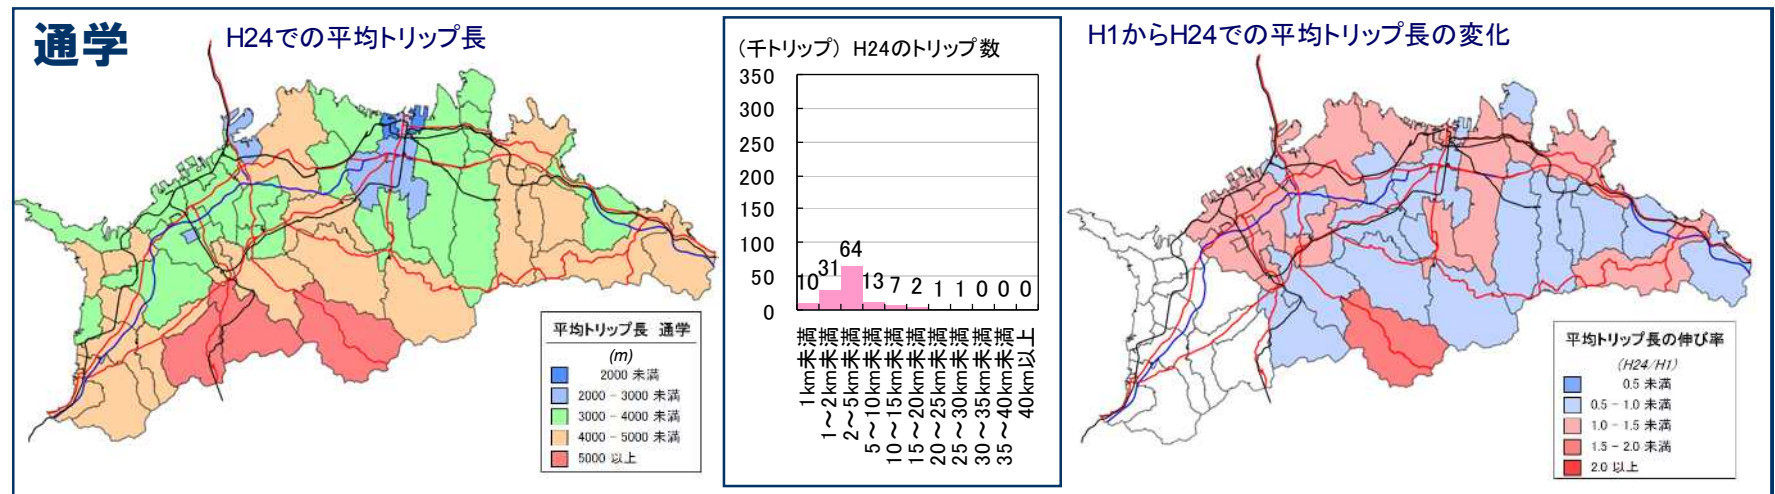 通学
H24での平均トリップ長
平均トリップ長 通学
(m)
2000 未満
2000 - 3000 未満
3000 - 4000 未満
4000 - 5000 未満
5000 以上
(千トリップ) H24のトリップ数
350
300
250
200
150
100
50
0
10
31
64
13
7
2
1
1
0
0
0
1km未満
1～2km未満
2～5km未満
5～10km未満
10～15km未満
15～20km未満
20～25km未満
25～30km未満
30～35km未満
35～40km未満
40km以上
H1からH24での平均トリップ長の変化
平均トリップ長の伸び率
(H24/H1)
0.5 未満
0.5 - 1.0 未満
1.0 - 1.5 未満
1.5 - 2.0 未満
2.0 以上